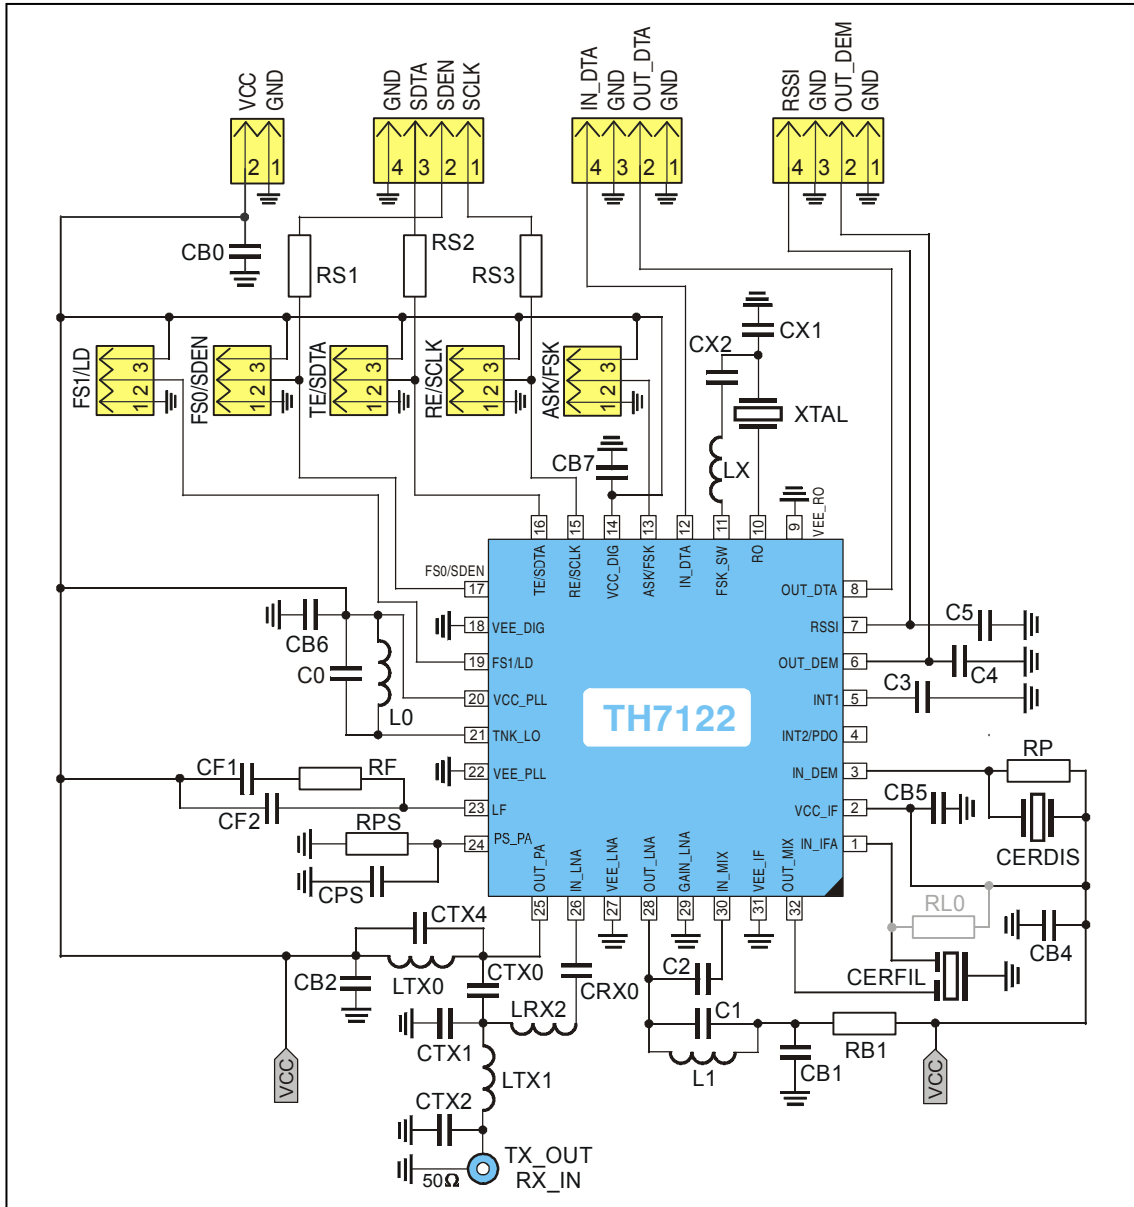 VCC
GND
GND
SDTA
SDEN
SCLK
IN_DTA
GND
OUT_DTA
GND
RSSI
GND
OUT_DEM
GND
2 1
4 3 2 1
4 3 2 1
4 3 2 1
CB0
RS1
RS2
RS3
CX1
CX2
FS1/LD
1 2 3
FS0/SDEN
1 2 3
TE/SDTA
1 2 3
RE/SCLK
1 2 3
ASK/FSK
1 2 3
XTAL
CB7
LX
VEE_RO
16 15 14 13 12 11 10 9
TE/SDTA
RE/SCLK
VCC_DIG
ASK/FSK
IN_DTA
FSK_SW
RO
FS0/SDEN
17
18 VEE_DIG
19 FS1/LD
20 VCC_PLL
21 TNK_LO
22 VEE_PLL
23 LF
24 PS_PA
OUT_DTA 8
RSSI 7
OUT_DEM 6
INT1 5
INT2/PDO 4
IN_DEM 3
VCC_IF 2
IN_IFA 1
TH7122
CB6
C0
L0
CF1
RF
CF2
RPS
CPS
C5
C4
C3
RP
CB5
CERDIS
RL0
CB4
CERFIL
OUT_PA
IN_LNA
VEE_LNA
OUT_LNA
GAIN_LNA
IN_MIX
VEE_IF
OUT_MIX
25 26 27 28 29 30 31 32
CTX4
CB2
LTX0
CTX0
CRX0
LRX2
CTX1
LTX1
CTX2
C2
C1
L1
CB1
RB1
VCC
VCC
TX_OUT
RX_IN
50Ω